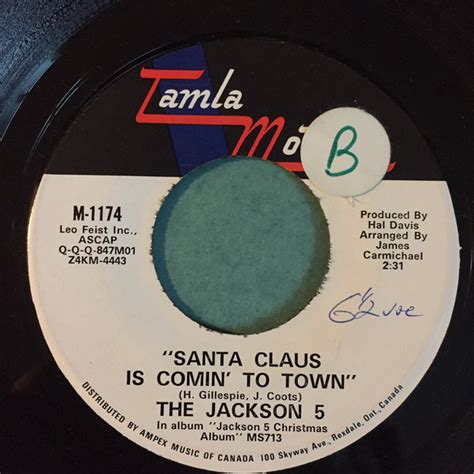 Tamla
Mo
B
M-1174
Leo Feist Inc.,
ASCAP
Q-Q-Q-847M01
Z4KM-4443
Produced By
Hal Davis
Arranged By
James
Carmichael
2:31
"SANTA CLAUS
IS COMIN' TO TOWN"
(H. Gillespie, J. Coots)
THE JACKSON 5
In album "Jackson 5 Christmas
Album" MS713
DISTRIBUTED BY AMPEX MUSIC OF CANADA 100 Skyway Ave., Rexdale, Ont., Canada